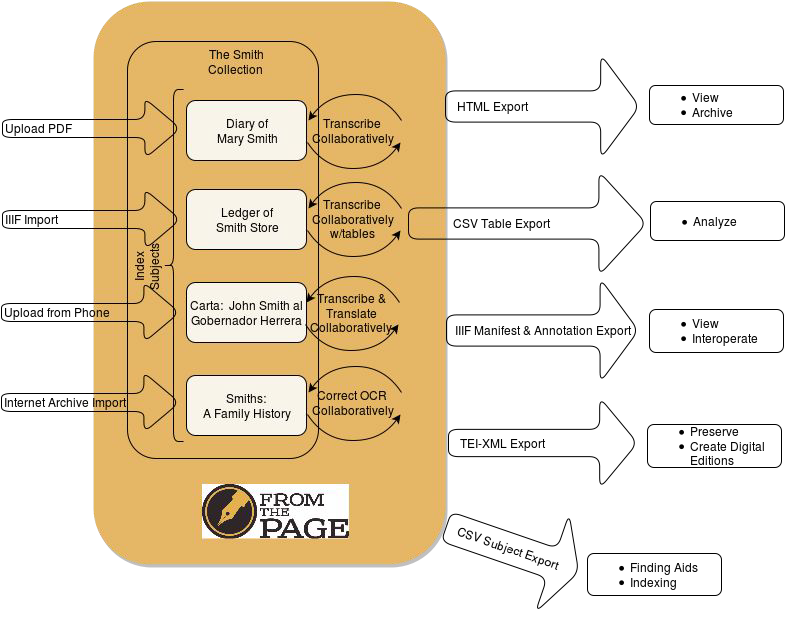 The Smith
Collection
Upload PDF
Diary of
Mary Smith
Transcribe
Collaboratively
HTML Export
• View
• Archive
IIIF Import
Ledger of
Smith Store
Transcribe
Collaboratively
w/tables
CSV Table Export
• Analyze
Index
Subjects
Upload from Phone
Carta: John Smith al
Gobernador Herrera
Transcribe &
Translate
Collaboratively
IIIF Manifest & Annotation Export
• View
• Interoperate
Internet Archive Import
Smiths:
A Family History
Correct OCR
Collaboratively
TEI-XML Export
• Preserve
• Create Digital
Editions
FROM
THE
PAGE
CSV Subject Export
• Finding Aids
• Indexing